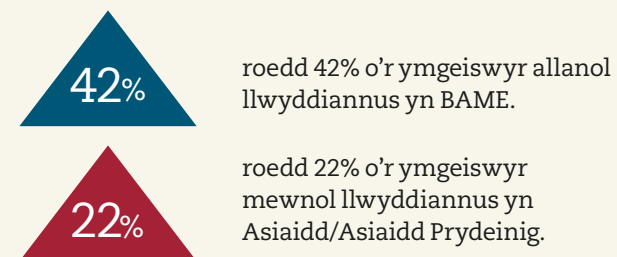 42%
roedd 42% o’r ymgeiswyr allanol
llwyddiannus yn BAME.
22%
roedd 22% o’r ymgeiswyr
mewnol llwyddiannus yn
Asiaidd/Asiaidd Prydeinig.